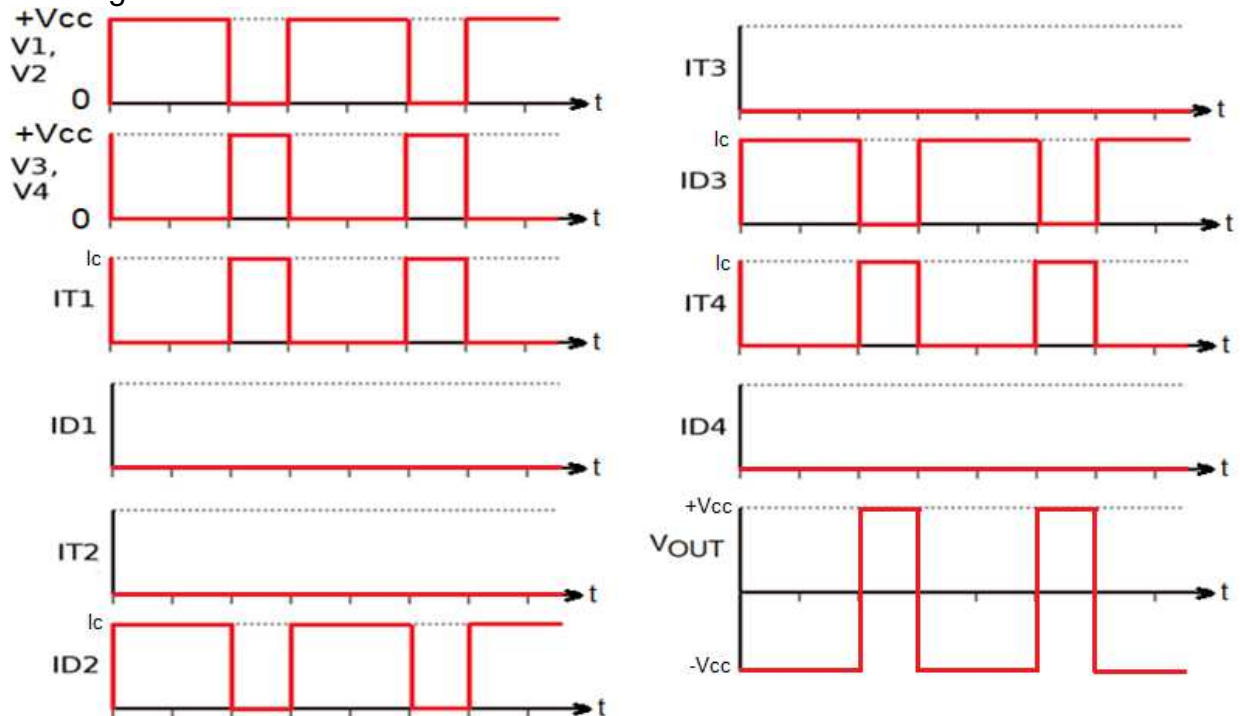 +Vcc
V1,
V2
0
t
+Vcc
V3,
V4
0
t
Ic
IT1
t
ID1
t
IT2
t
Ic
ID2
t
IT3
t
Ic
ID3
t
Ic
IT4
t
ID4
t
+Vcc
VOUT
t
-Vcc